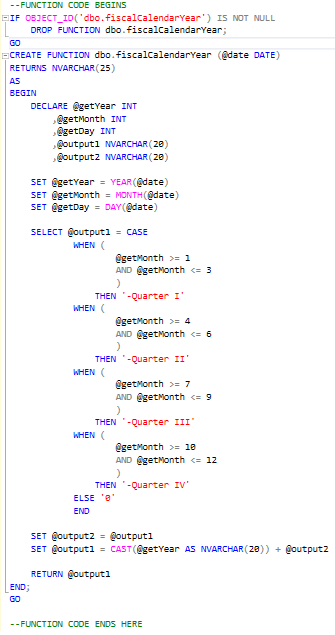 --FUNCTION CODE BEGINS
IF OBJECT_ID('dbo.fiscalCalendarYear') IS NOT NULL
DROP FUNCTION dbo.fiscalCalendarYear;
GO
CREATE FUNCTION dbo.fiscalCalendarYear (@date DATE)
RETURNS NVARCHAR(25)
AS
BEGIN
DECLARE @getYear INT
,@getMonth INT
,@getDay INT
,@output1 NVARCHAR(20)
,@output2 NVARCHAR(20)
SET @getYear = YEAR(@date)
SET @getMonth = MONTH(@date)
SET @getDay = DAY(@date)
SELECT @output1 = CASE
WHEN (
@getMonth >= 1
AND @getMonth <= 3
)
THEN '-Quarter I'
WHEN (
@getMonth >= 4
AND @getMonth <= 6
)
THEN '-Quarter II'
WHEN (
@getMonth >= 7
AND @getMonth <= 9
)
THEN '-Quarter III'
WHEN (
@getMonth >= 10
AND @getMonth <= 12
)
THEN '-Quarter IV'
ELSE '0'
END
SET @output2 = @output1
SET @output1 = CAST(@getYear AS NVARCHAR(20)) + @output2
RETURN @output1
END;
GO
--FUNCTION CODE ENDS HERE